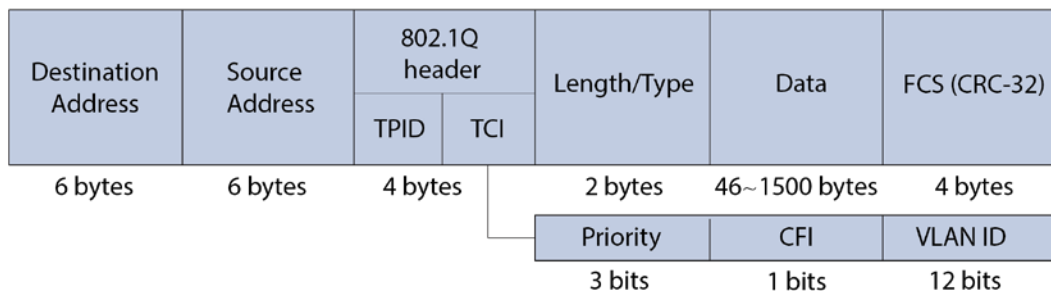 Destination
Address
Source
Address
802.1Q
header
TPID
TCI
Length/Type
Data
FCS (CRC-32)
6 bytes
6 bytes
4 bytes
2 bytes
46~1500 bytes
4 bytes
Priority
CFI
VLAN ID
3 bits
1 bits
12 bits